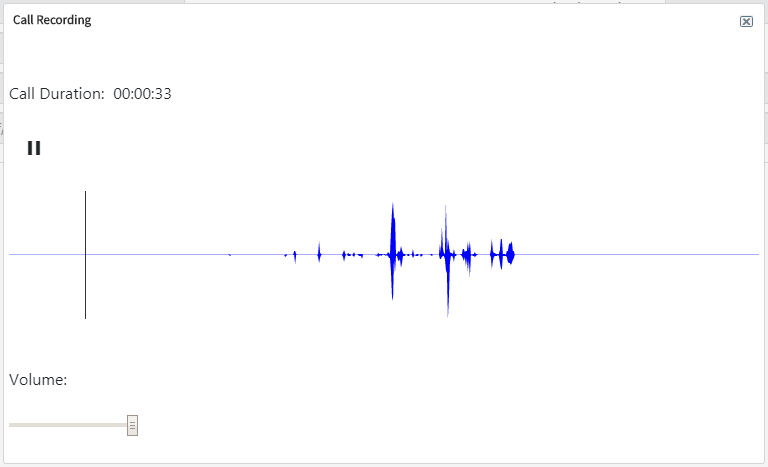 Call Recording
Call Duration: 00:00:33
Volume: